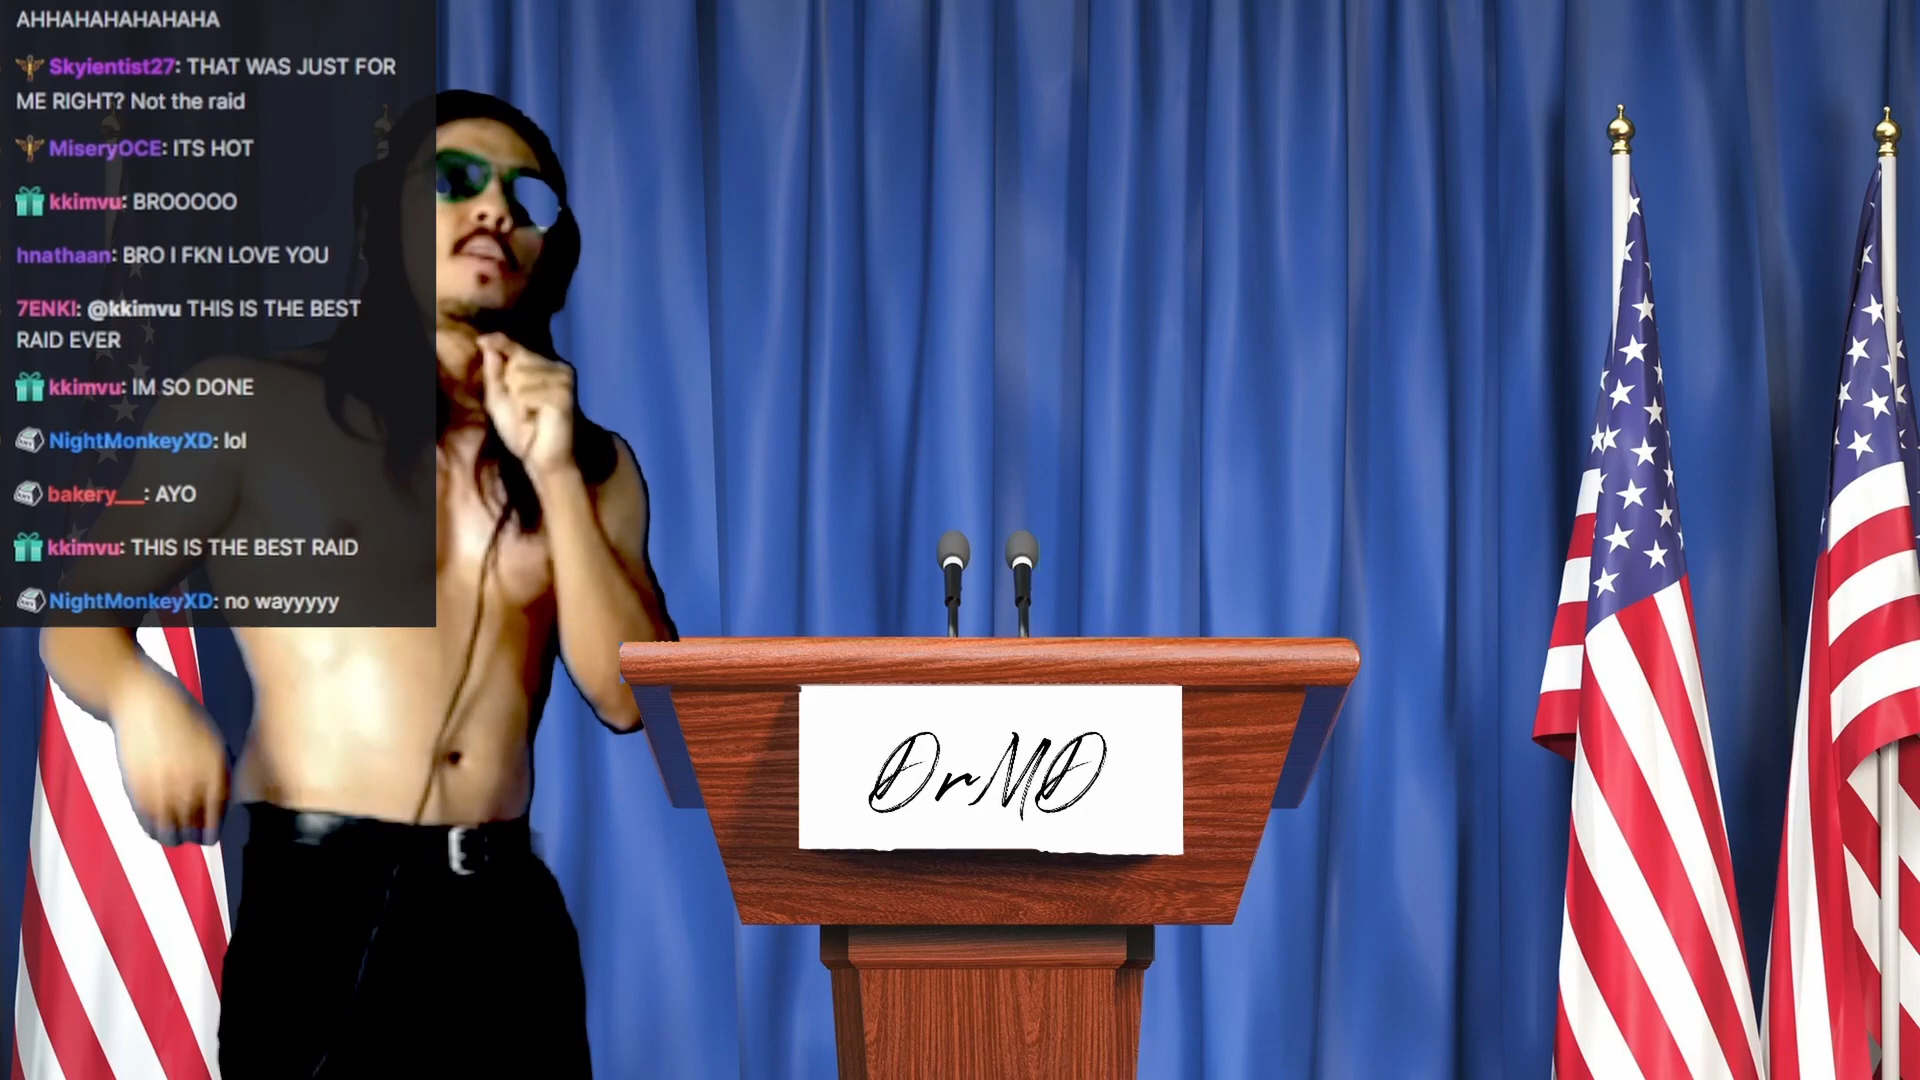 AHHAHAHAHAHAHA
Skyientist27: THAT WAS JUST FOR
ME RIGHT? Not the raid
MiseryOCE: ITS HOT
kkimvu: BROOOOO
hnathaan: BRO I FKN LOVE YOU
7ENKI: @kkimvu THIS IS THE BEST
RAID EVER
kkimvu: IM SO DONE
NightMonkeyXD: lol
bakery__: AYO
kkimvu: THIS IS THE BEST RAID
NightMonkeyXD: no wayyyyy
DrMD